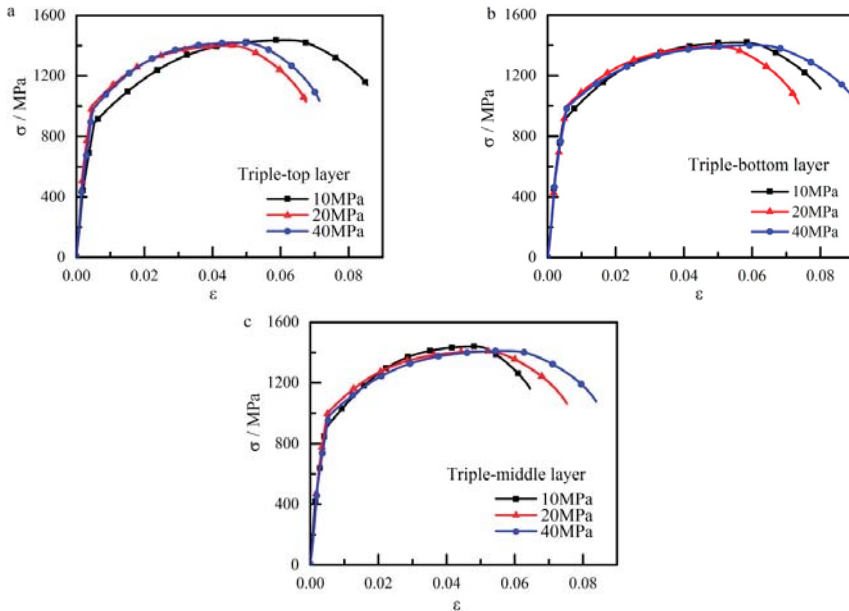 a
1600
1200
800
400
0
σ / MPa
Triple-top layer
10MPa
20MPa
40MPa
0.00 0.02 0.04 0.06 0.08
ε
b
1600
1200
800
400
0
σ / MPa
Triple-bottom layer
10MPa
20MPa
40MPa
0.00 0.02 0.04 0.06 0.08
ε
c
1600
1200
800
400
0
σ / MPa
Triple-middle layer
10MPa
20MPa
40MPa
0.00 0.02 0.04 0.06 0.08
ε